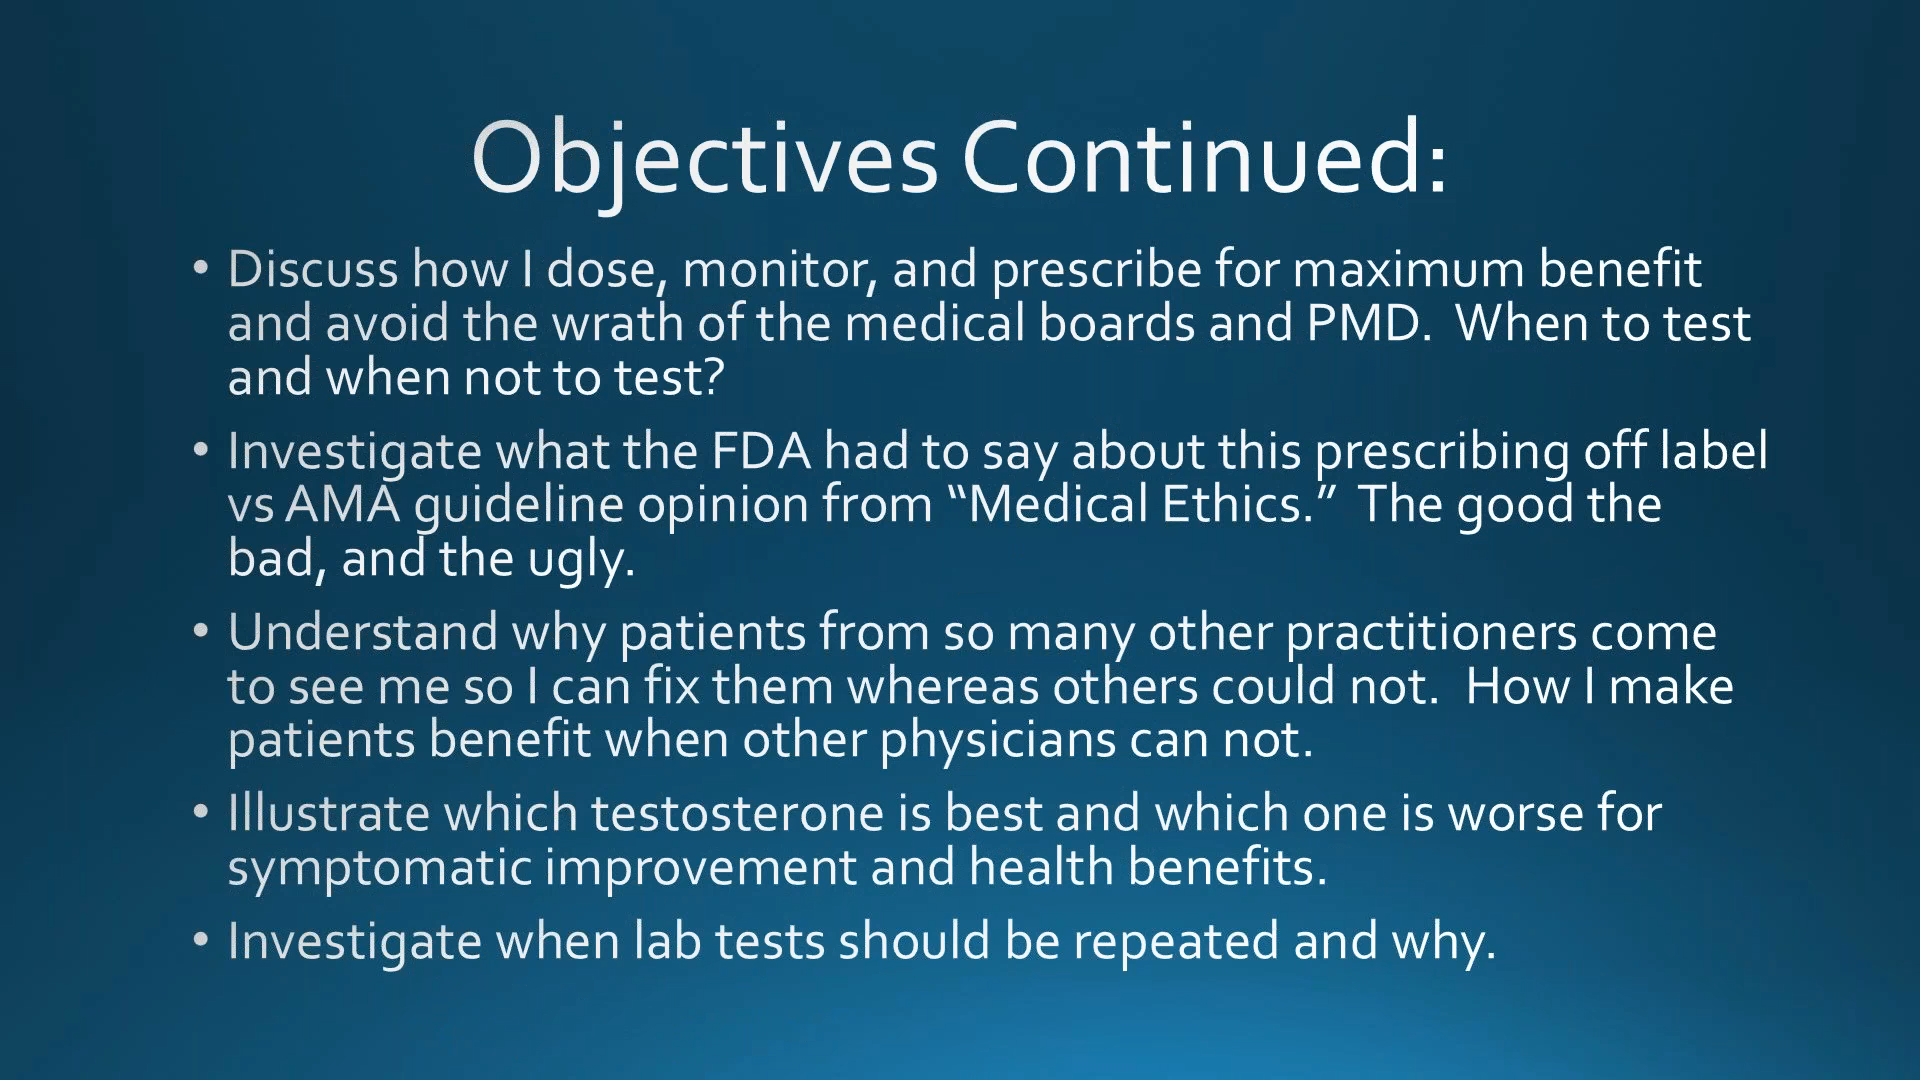 Objectives Continued:
• Discuss how I dose, monitor, and prescribe for maximum benefit
and avoid the wrath of the medical boards and PMD.  When to test
and when not to test?
• Investigate what the FDA had to say about this prescribing off label
vs AMA guideline opinion from “Medical Ethics.”  The good the
bad, and the ugly.
• Understand why patients from so many other practitioners come
to see me so I can fix them whereas others could not.  How I make
patients benefit when other physicians can not.
• Illustrate which testosterone is best and which one is worse for
symptomatic improvement and health benefits.
• Investigate when lab tests should be repeated and why.